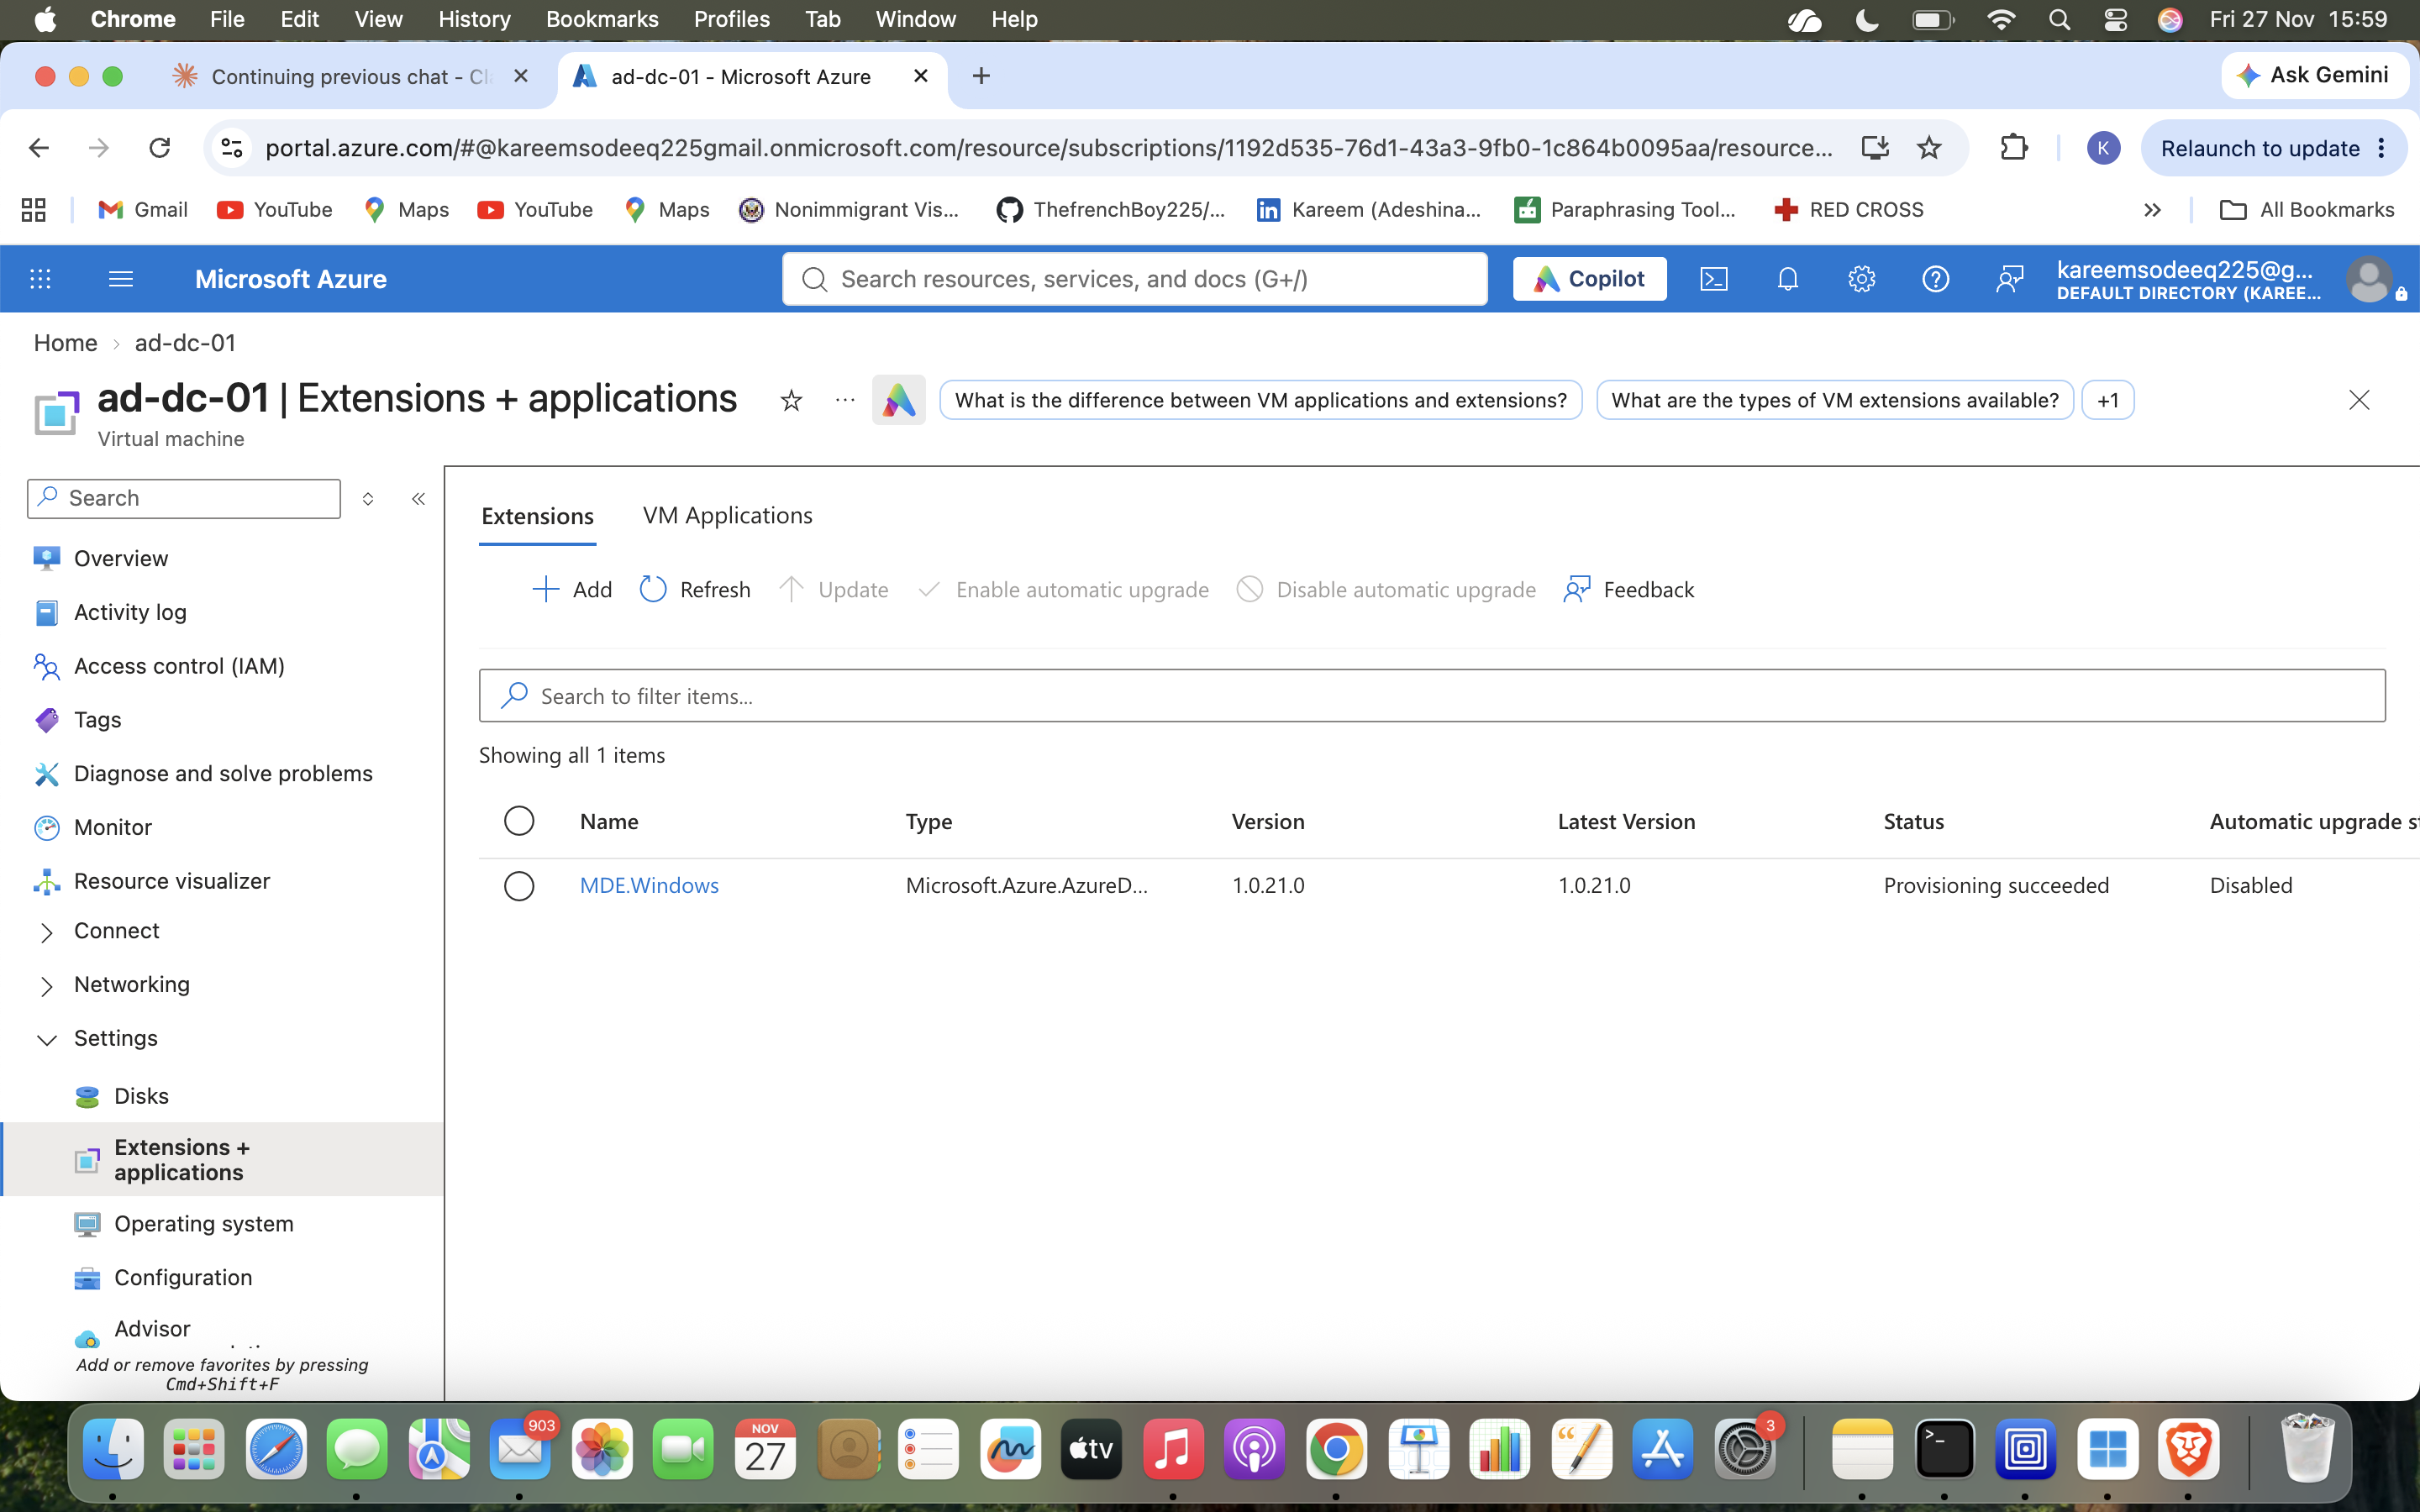 Chrome File Edit View History Bookmarks Profiles Tab Window Help Fri 27 Nov 15:59
Continuing previous chat - Cl
ad-dc-01 - Microsoft Azure
Ask Gemini
portal.azure.com/#@kareemsodeeq225gmail.onmicrosoft.com/resource/subscriptions/1192d535-76d1-43a3-9fb0-1c864b0095aa/resource...
K
Relaunch to update
Gmail YouTube Maps YouTube Maps Nonimmigrant Vis... ThefrenchBoy225/... Kareem (Adeshina... Paraphrasing Tool... RED CROSS All Bookmarks
Microsoft Azure
Search resources, services, and docs (G+/)
Copilot
kareemsodeeq225@g...
DEFAULT DIRECTORY (KAREE...
Home ad-dc-01
ad-dc-01 | Extensions + applications
What is the difference between VM applications and extensions?
What are the types of VM extensions available?
+1
Virtual machine
Search
Overview
Activity log
Access control (IAM)
Tags
Diagnose and solve problems
Monitor
Resource visualizer
Connect
Networking
Settings
Disks
Extensions +
applications
Operating system
Configuration
Advisor
Add or remove favorites by pressing
Cmd+Shift+F
Extensions VM Applications
Add Refresh Update Enable automatic upgrade Disable automatic upgrade Feedback
Search to filter items...
Showing all 1 items
Name Type Version Latest Version Status Automatic upgrade st
MDE.Windows Microsoft.Azure.AzureD... 1.0.21.0 1.0.21.0 Provisioning succeeded Disabled
903
NOV
27
tv
3